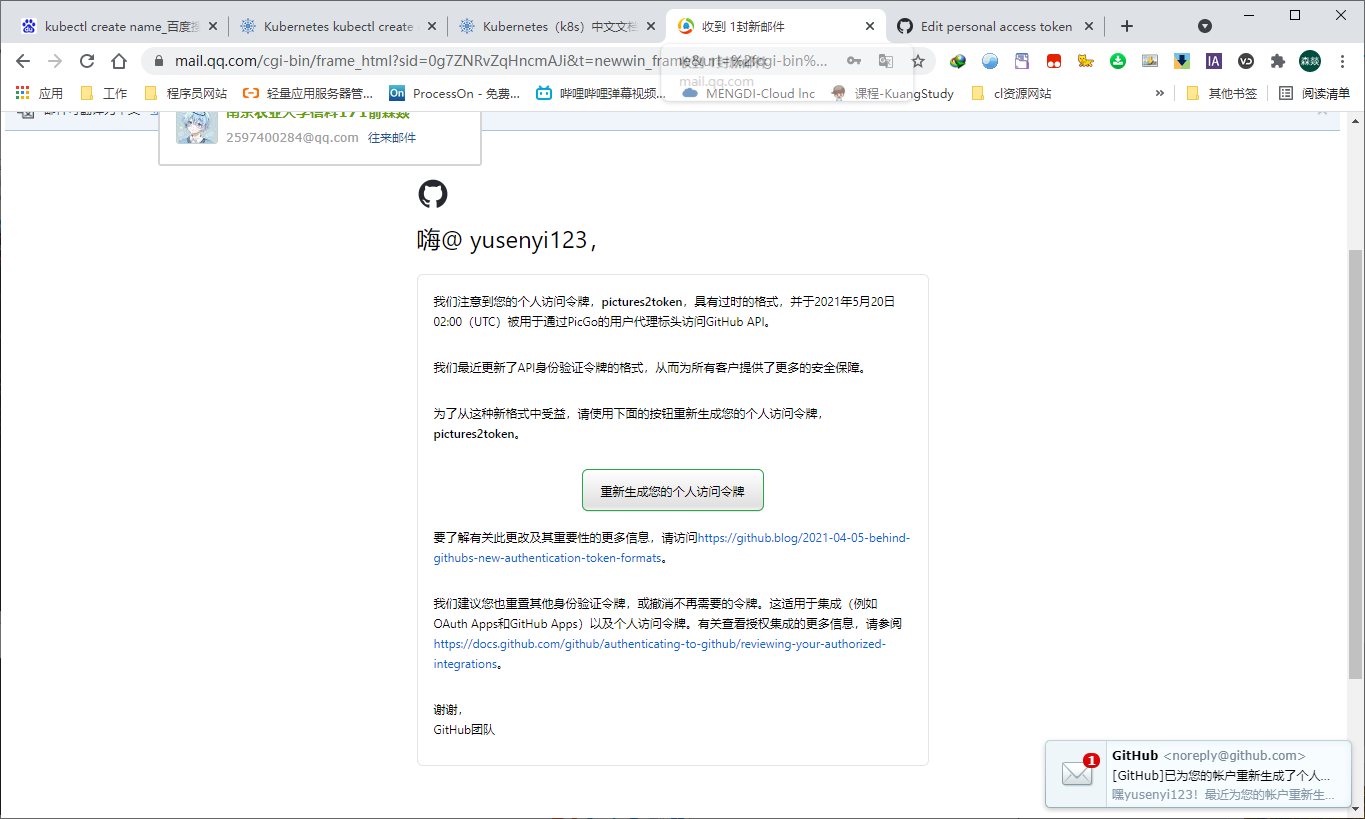 kubectl create name_百度搜
Kubernetes kubectl create
Kubernetes（k8s）中文文档
收到 1封新邮件
Edit personal access token
mail.qq.com/cgi-bin/frame_html?sid=0g7ZNRvZqHncmAJi&t=newwin_frame&url=%2fcgi-bin%...
收到 1封新邮件
mail.qq.com
应用
工作
程序员网站
轻量应用服务器管...
On ProcessOn - 免费...
哔哩哔哩弹幕视频...
MENGDI-Cloud Inc
课程-KuangStudy
cl资源网站
»
其他书签
阅读清单
IA
森燚
南京农业大学信科171俞森燚
2597400284@qq.com 往来邮件
嗨@ yusenyi123，
我们注意到您的个人访问令牌，pictures2token，具有过时的格式，并于2021年5月20日
02:00（UTC）被用于通过PicGo的用户代理标头访问GitHub API。
我们最近更新了API身份验证令牌的格式，从而为所有客户提供了更多的安全保障。
为了从这种新格式中受益，请使用下面的按钮重新生成您的个人访问令牌，
pictures2token。
重新生成您的个人访问令牌
要了解有关此更改及其重要性的更多信息，请访问https://github.blog/2021-04-05-behind-
githubs-new-authentication-token-formats。
我们建议您也重置其他身份验证令牌，或撤消不再需要的令牌。这适用于集成（例如
OAuth Apps和GitHub Apps）以及个人访问令牌。有关查看授权集成的更多信息，请参阅
https://docs.github.com/github/authenticating-to-github/reviewing-your-authorized-
integrations。
谢谢，
GitHub团队
1
GitHub <noreply@github.com>
[GitHub]已为您的帐户重新生成了个人...
嘿yusenyi123！最近为您的帐户重新生...